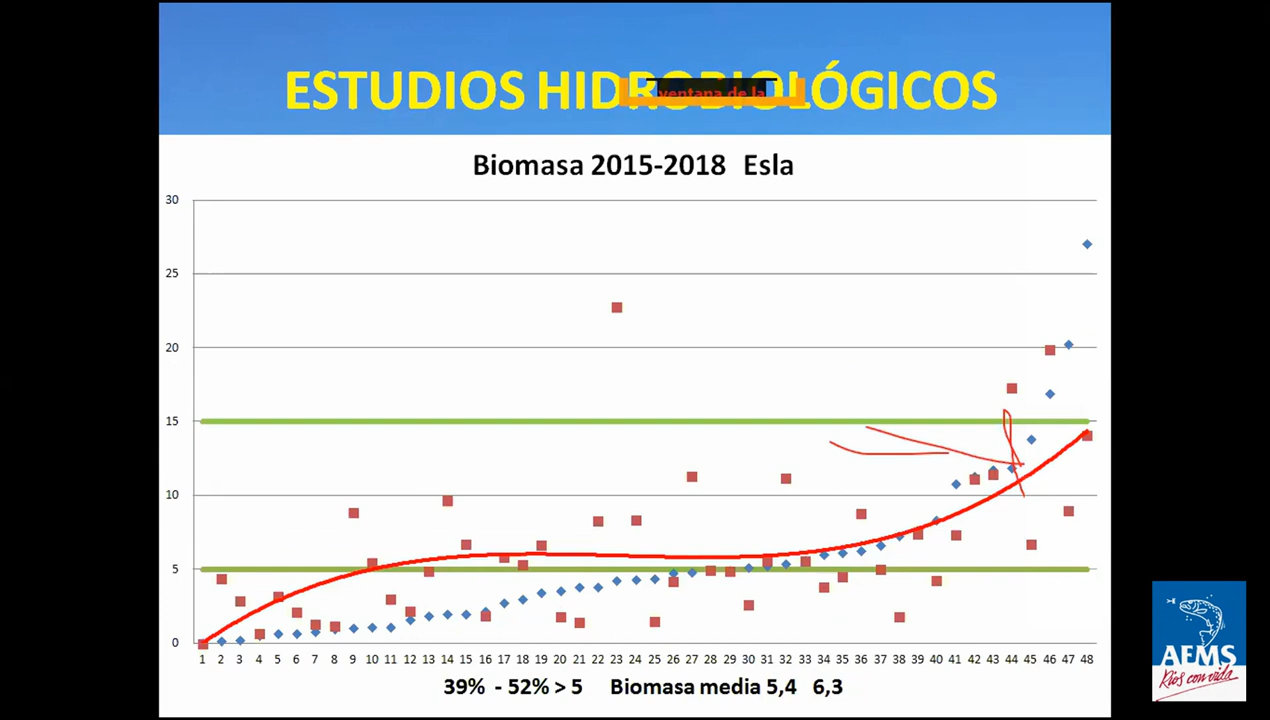 ESTUDIOS HIDROBIOLÓGICOS
ventana de la
Biomasa 2015-2018 Esla
30
25
20
15
10
5
0
1 2 3 4 5 6 7 8 9 10 11 12 13 14 15 16 17 18 19 20 21 22 23 24 25 26 27 28 29 30 31 32 33 34 35 36 37 38 39 40 41 42 43 44 45 46 47 48
39% - 52% > 5 Biomasa media 5,4 6,3
AEMS
Ríos con vida